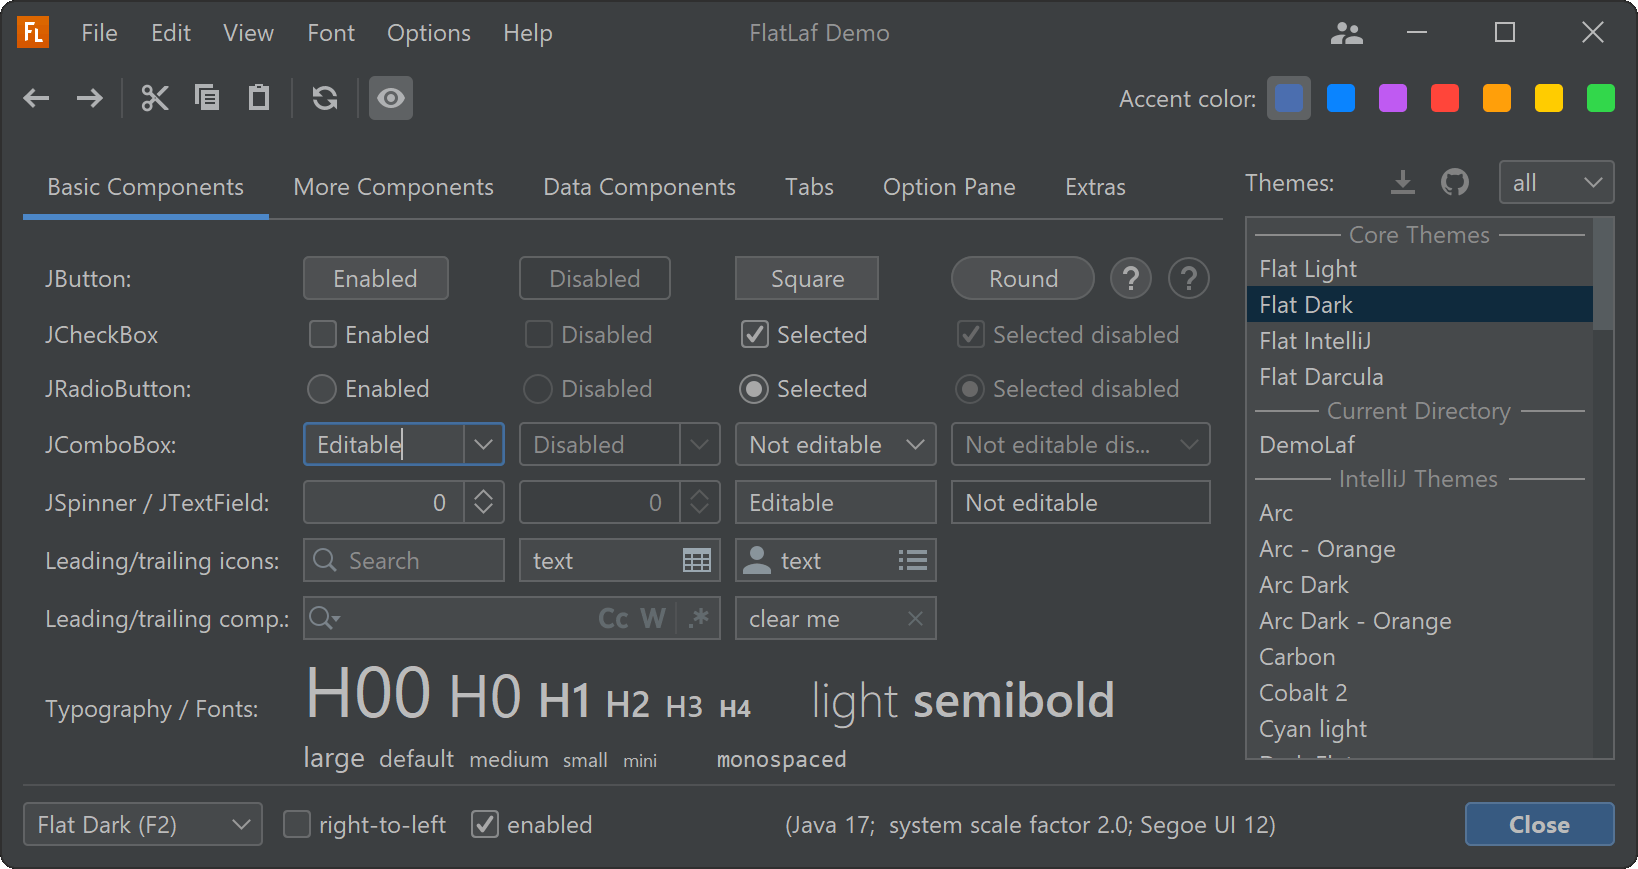 FL File Edit View Font Options Help FlatLaf Demo
Accent color:
Basic Components More Components Data Components Tabs Option Pane Extras
Themes: all
JButton: Enabled Disabled Square Round ? ?
JCheckBox Enabled Disabled Selected Selected disabled
JRadioButton: Enabled Disabled Selected Selected disabled
JComboBox: Editable Disabled Not editable Not editable dis...
JSpinner / JTextField: 0 0 Editable Not editable
Leading/trailing icons: Search text text
Leading/trailing comp.: Cc W .* clear me
Typography / Fonts: H00 H0 H1 H2 H3 H4 light semibold
large default medium small mini monospaced
Core Themes
Flat Light
Flat Dark
Flat IntelliJ
Flat Darcula
Current Directory
DemoLaf
IntelliJ Themes
Arc
Arc - Orange
Arc Dark
Arc Dark - Orange
Carbon
Cobalt 2
Cyan light
Flat Dark (F2) right-to-left enabled (Java 17; system scale factor 2.0; Segoe UI 12) Close